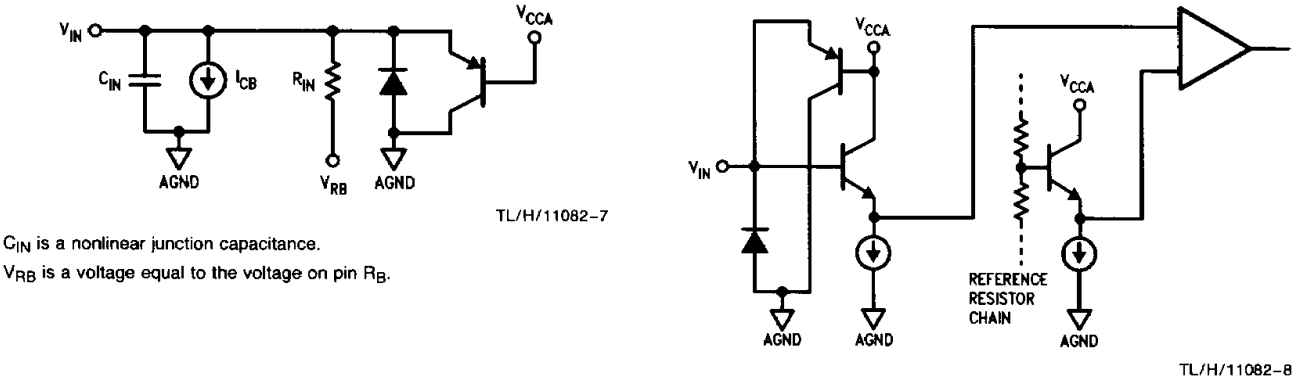 V_IN
C_IN
I_CB
R_IN
V_CCA
AGND
V_RB
AGND
TL/H/11082-7
C_IN is a nonlinear junction capacitance.
V_RB is a voltage equal to the voltage on pin R_B.
V_CCA
V_IN
V_CCA
REFERENCE
RESISTOR
CHAIN
AGND
AGND
AGND
TL/H/11082-8